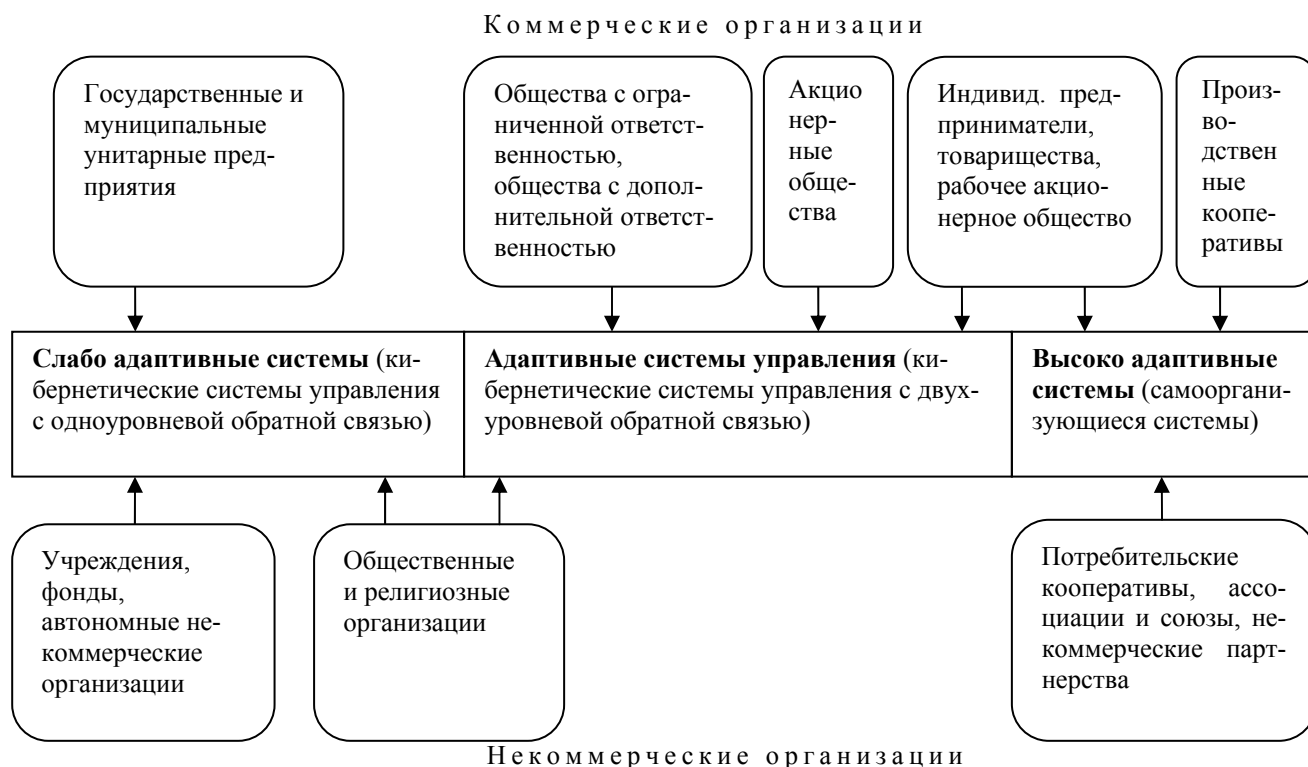 Коммерческие организации
Государственные и
муниципальные
унитарные пред-
приятия
Общества с огра-
ниченной ответст-
венностью,
общества с допол-
нительной ответст-
венностью
Акцио
нер-
ные
обще-
ства
Индивид. пред-
приниматели,
товарищества,
рабочее акцио-
нерное общество
Произ-
во-
дствен
ные
коопе-
ративы
Слабо адаптивные системы (ки-
бернетические системы управления
с одноуровневой обратной связью)
Адаптивные системы управления (ки-
бернетические системы управления с двух-
уровневой обратной связью)
Высоко адаптивные
системы (самооргани-
зующиеся системы)
Учреждения,
фонды,
автономные не-
коммерческие
организации
Общественные
и религиозные
организации
Потребительские
кооперативы, ассо-
циации и союзы, не-
коммерческие парт-
нерства
Некоммерческие организации